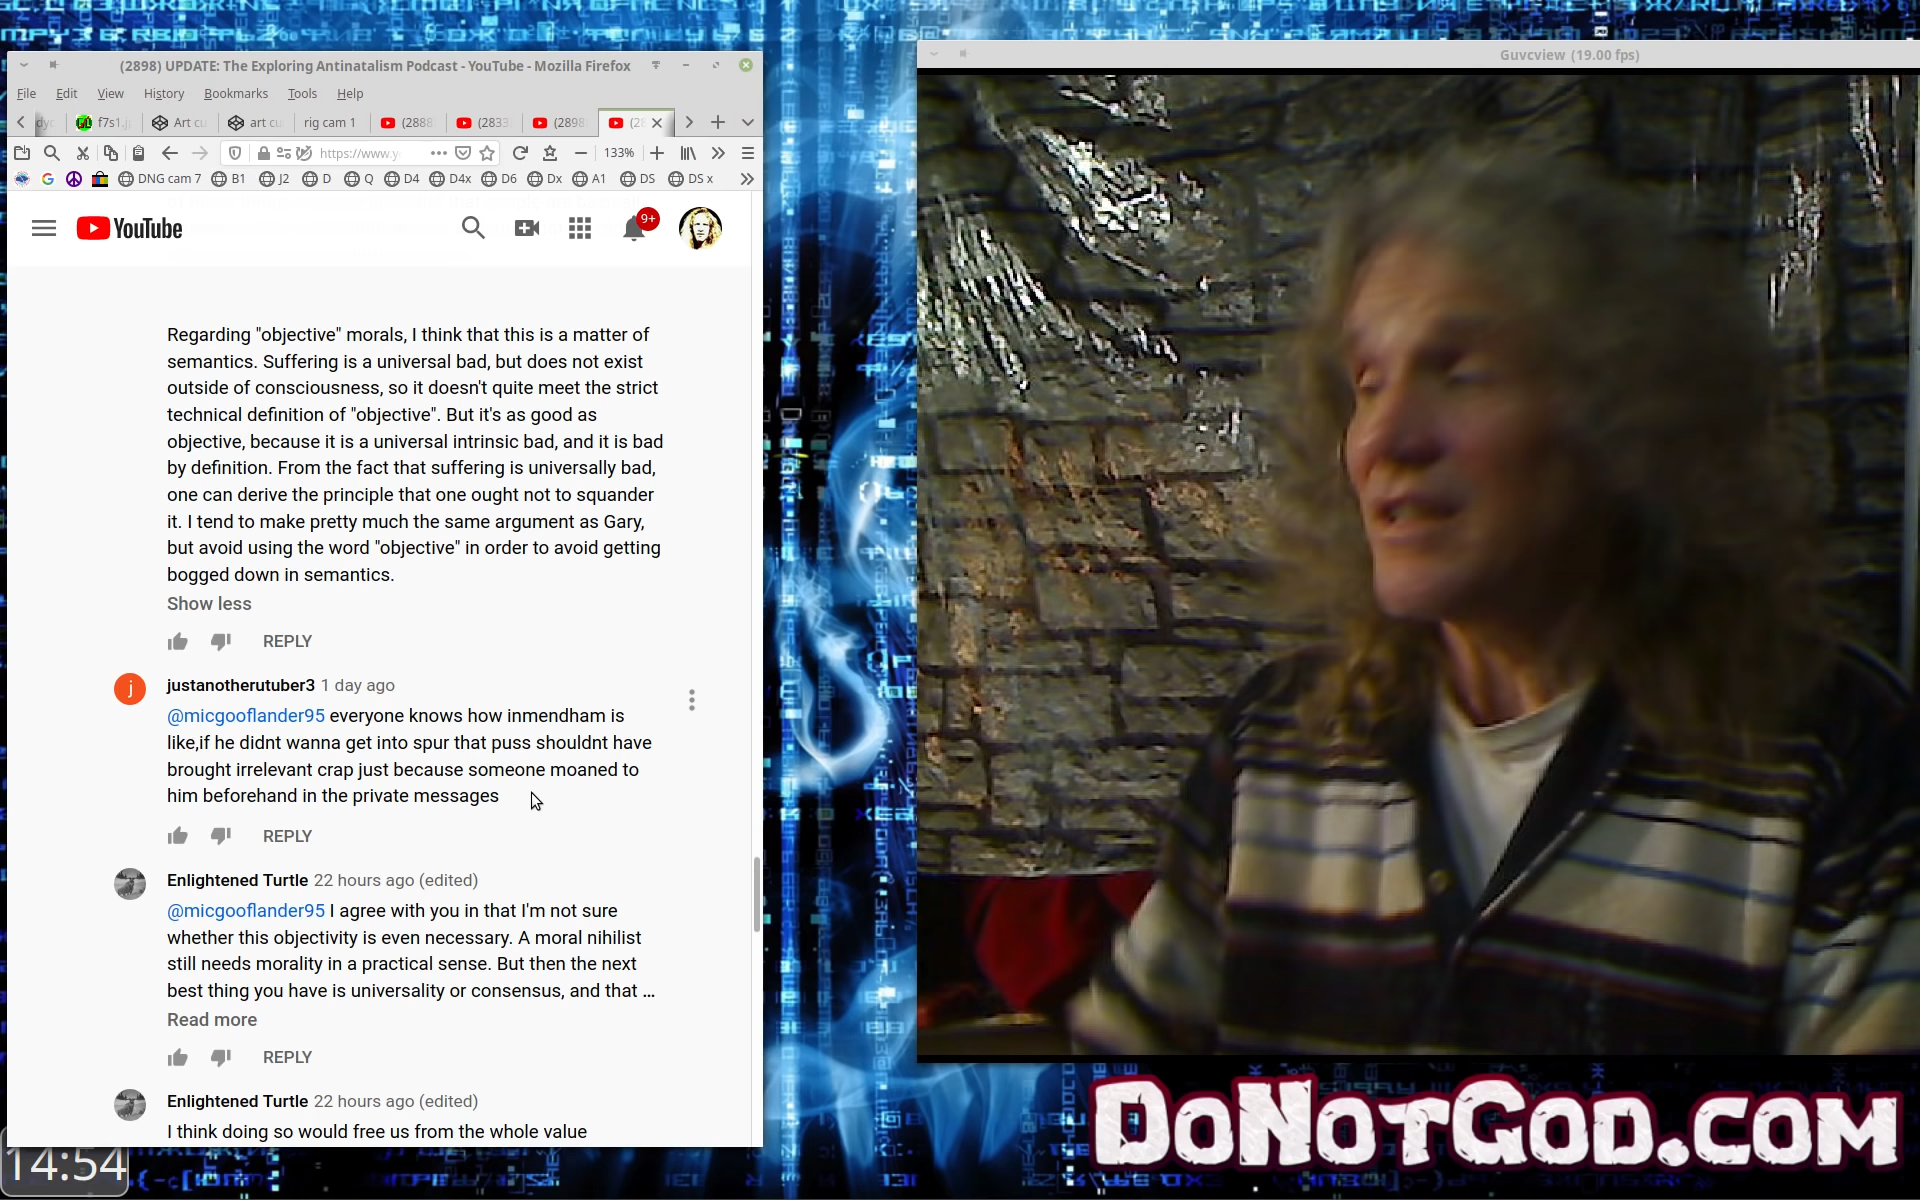 (2898) UPDATE: The Exploring Antinatalism Podcast - YouTube - Mozilla Firefox
File Edit View History Bookmarks Tools Help
f7s1.j Art cu art cu rig cam 1 (2888 (2833 (2898 (28
https://www.y 133%
DNG cam 7 B1 J2 D Q D4 D4x D6 Dx A1 DS DS x
YouTube 9+
Regarding "objective" morals, I think that this is a matter of
semantics. Suffering is a universal bad, but does not exist
outside of consciousness, so it doesn't quite meet the strict
technical definition of "objective". But it's as good as
objective, because it is a universal intrinsic bad, and it is bad
by definition. From the fact that suffering is universally bad,
one can derive the principle that one ought not to squander
it. I tend to make pretty much the same argument as Gary,
but avoid using the word "objective" in order to avoid getting
bogged down in semantics.
Show less
REPLY
j
justanotherutuber3 1 day ago
@micgooflander95 everyone knows how inmendham is
like,if he didnt wanna get into spur that puss shouldnt have
brought irrelevant crap just because someone moaned to
him beforehand in the private messages
REPLY
Enlightened Turtle 22 hours ago (edited)
@micgooflander95 I agree with you in that I'm not sure
whether this objectivity is even necessary. A moral nihilist
still needs morality in a practical sense. But then the next
best thing you have is universality or consensus, and that ...
Read more
REPLY
Enlightened Turtle 22 hours ago (edited)
I think doing so would free us from the whole value
14:54
Guvcview (19.00 fps)
DoNotGod.com